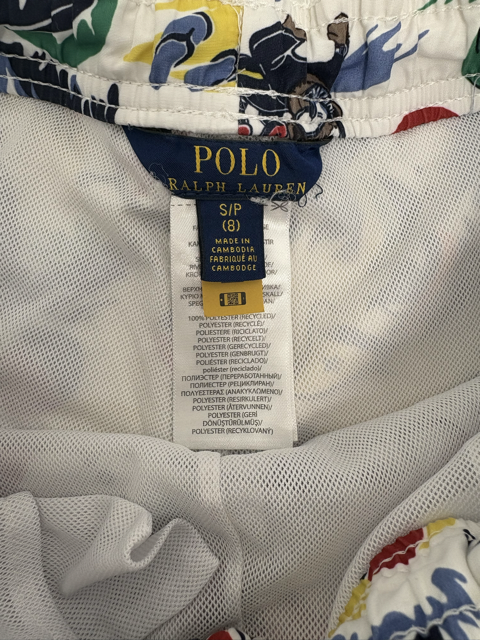 POLO
RALPH LAUREN
S/P
(8)
MADE IN
CAMBODIA
FABRIQUÉ AU
CAMBODGE
100% POLYESTER (RECYCLED)/
POLYESTER (RECYCLÉ)/
POLIESTERE (RICICLATO)/
POLYESTER (RECYCELT)/
POLYESTER (GERECYCLED)/
POLYESTER (GENBRUGT)/
POLIÉSTER (RECICLADO)/
poliéster (reciclado)/
ПОЛИЭСТЕР (ПЕРЕРАБОТАННЫЙ)/
ПОЛИЕСТЕР (РЕЦИКЛИРАН)/
ΠΟΛΥΕΣΤΕΡΑΣ (ΑΝΑΚΥΚΛΩΜΕΝΟ)/
POLYESTER (RESIRKULERT)/
POLYESTER (ÅTERVUNNEN)/
POLYESTER (GERİ
DÖNÜŞTÜRÜLMÜŞ)/
POLYESTER (RECYKLOVANÝ)